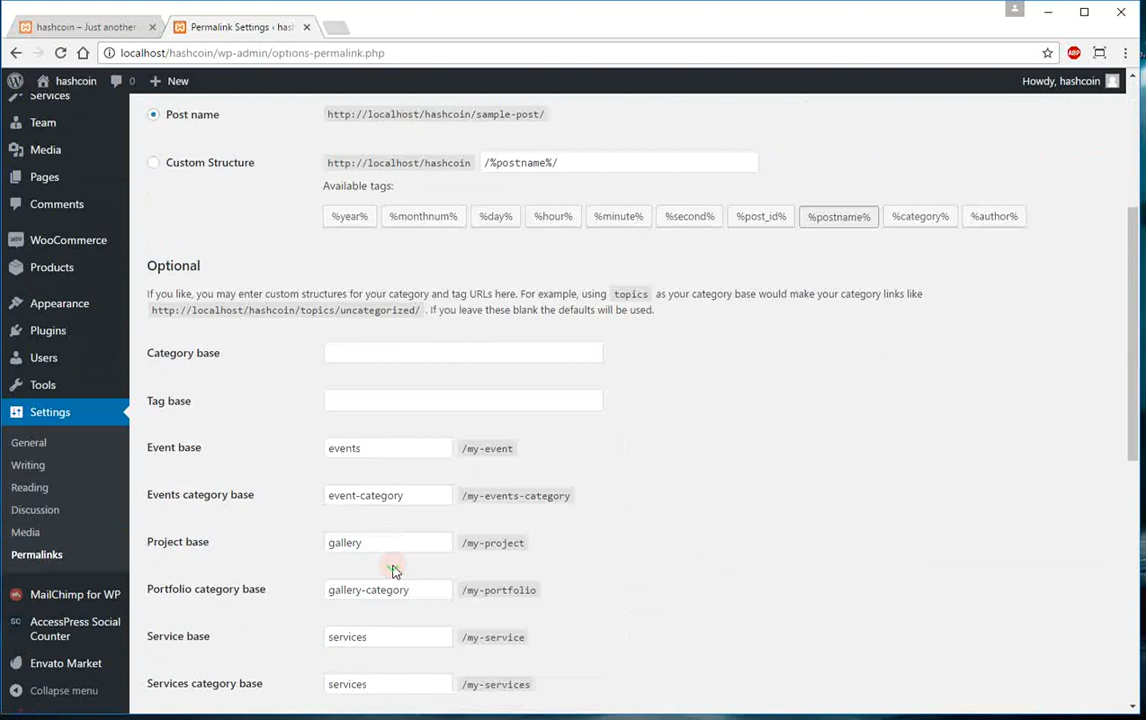 hashcoin – Just another
Permalink Settings ‹ hash
localhost/hashcoin/wp-admin/options-permalink.php
ABP
hashcoin
0
New
Howdy, hashcoin
Services
Team
Media
Pages
Comments
WooCommerce
Products
Appearance
Plugins
Users
Tools
Settings
General
Writing
Reading
Discussion
Media
Permalinks
MailChimp for WP
SC
AccessPress Social
Counter
Envato Market
Collapse menu
Post name
http://localhost/hashcoin/sample-post/
Custom Structure
http://localhost/hashcoin
/%postname%/
Available tags:
%year%
%monthnum%
%day%
%hour%
%minute%
%second%
%post_id%
%postname%
%category%
%author%
Optional
If you like, you may enter custom structures for your category and tag URLs here. For example, using topics as your category base would make your category links like
http://localhost/hashcoin/topics/uncategorized/ . If you leave these blank the defaults will be used.
Category base
Tag base
Event base
events
/my-event
Events category base
event-category
/my-events-category
Project base
gallery
/my-project
Portfolio category base
gallery-category
/my-portfolio
Service base
services
/my-service
Services category base
services
/my-services